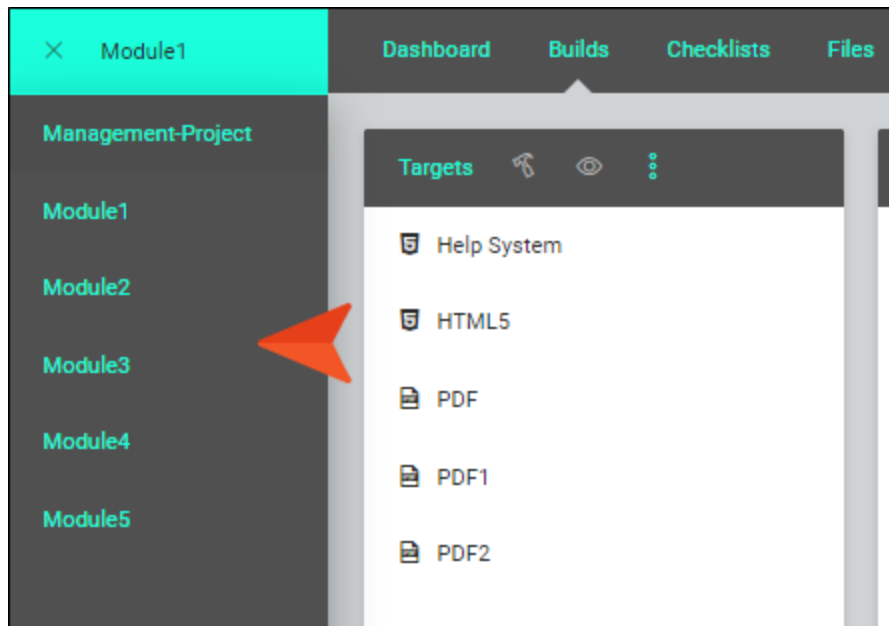 Module1
Dashboard Builds Checklists Files
Management-Project
Module1
Module2
Module3
Module4
Module5
Targets
Help System
HTML5
PDF
PDF1
PDF2